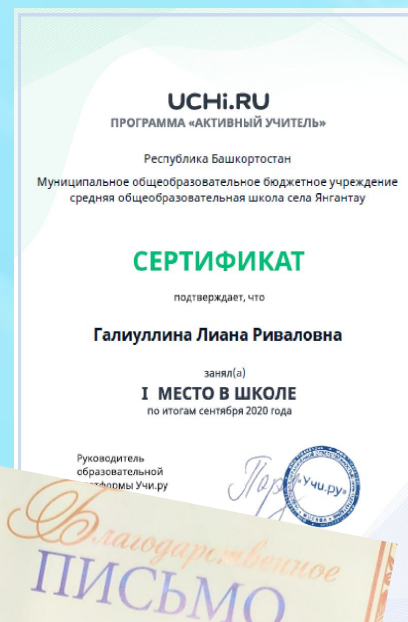 UCHi.RU
ПРОГРАММА «АКТИВНЫЙ УЧИТЕЛЬ»
Республика Башкортостан
Муниципальное общеобразовательное бюджетное учреждение
средняя общеобразовательная школа села Янгантау
СЕРТИФИКАТ
подтверждает, что
Галиуллина Лиана Риваловна
занял(а)
I МЕСТО В ШКОЛЕ
по итогам сентября 2020 года
Руководитель
образовательной
платформы Учи.ру
«Учи.ру»
Благодарственное
ПИСЬМО